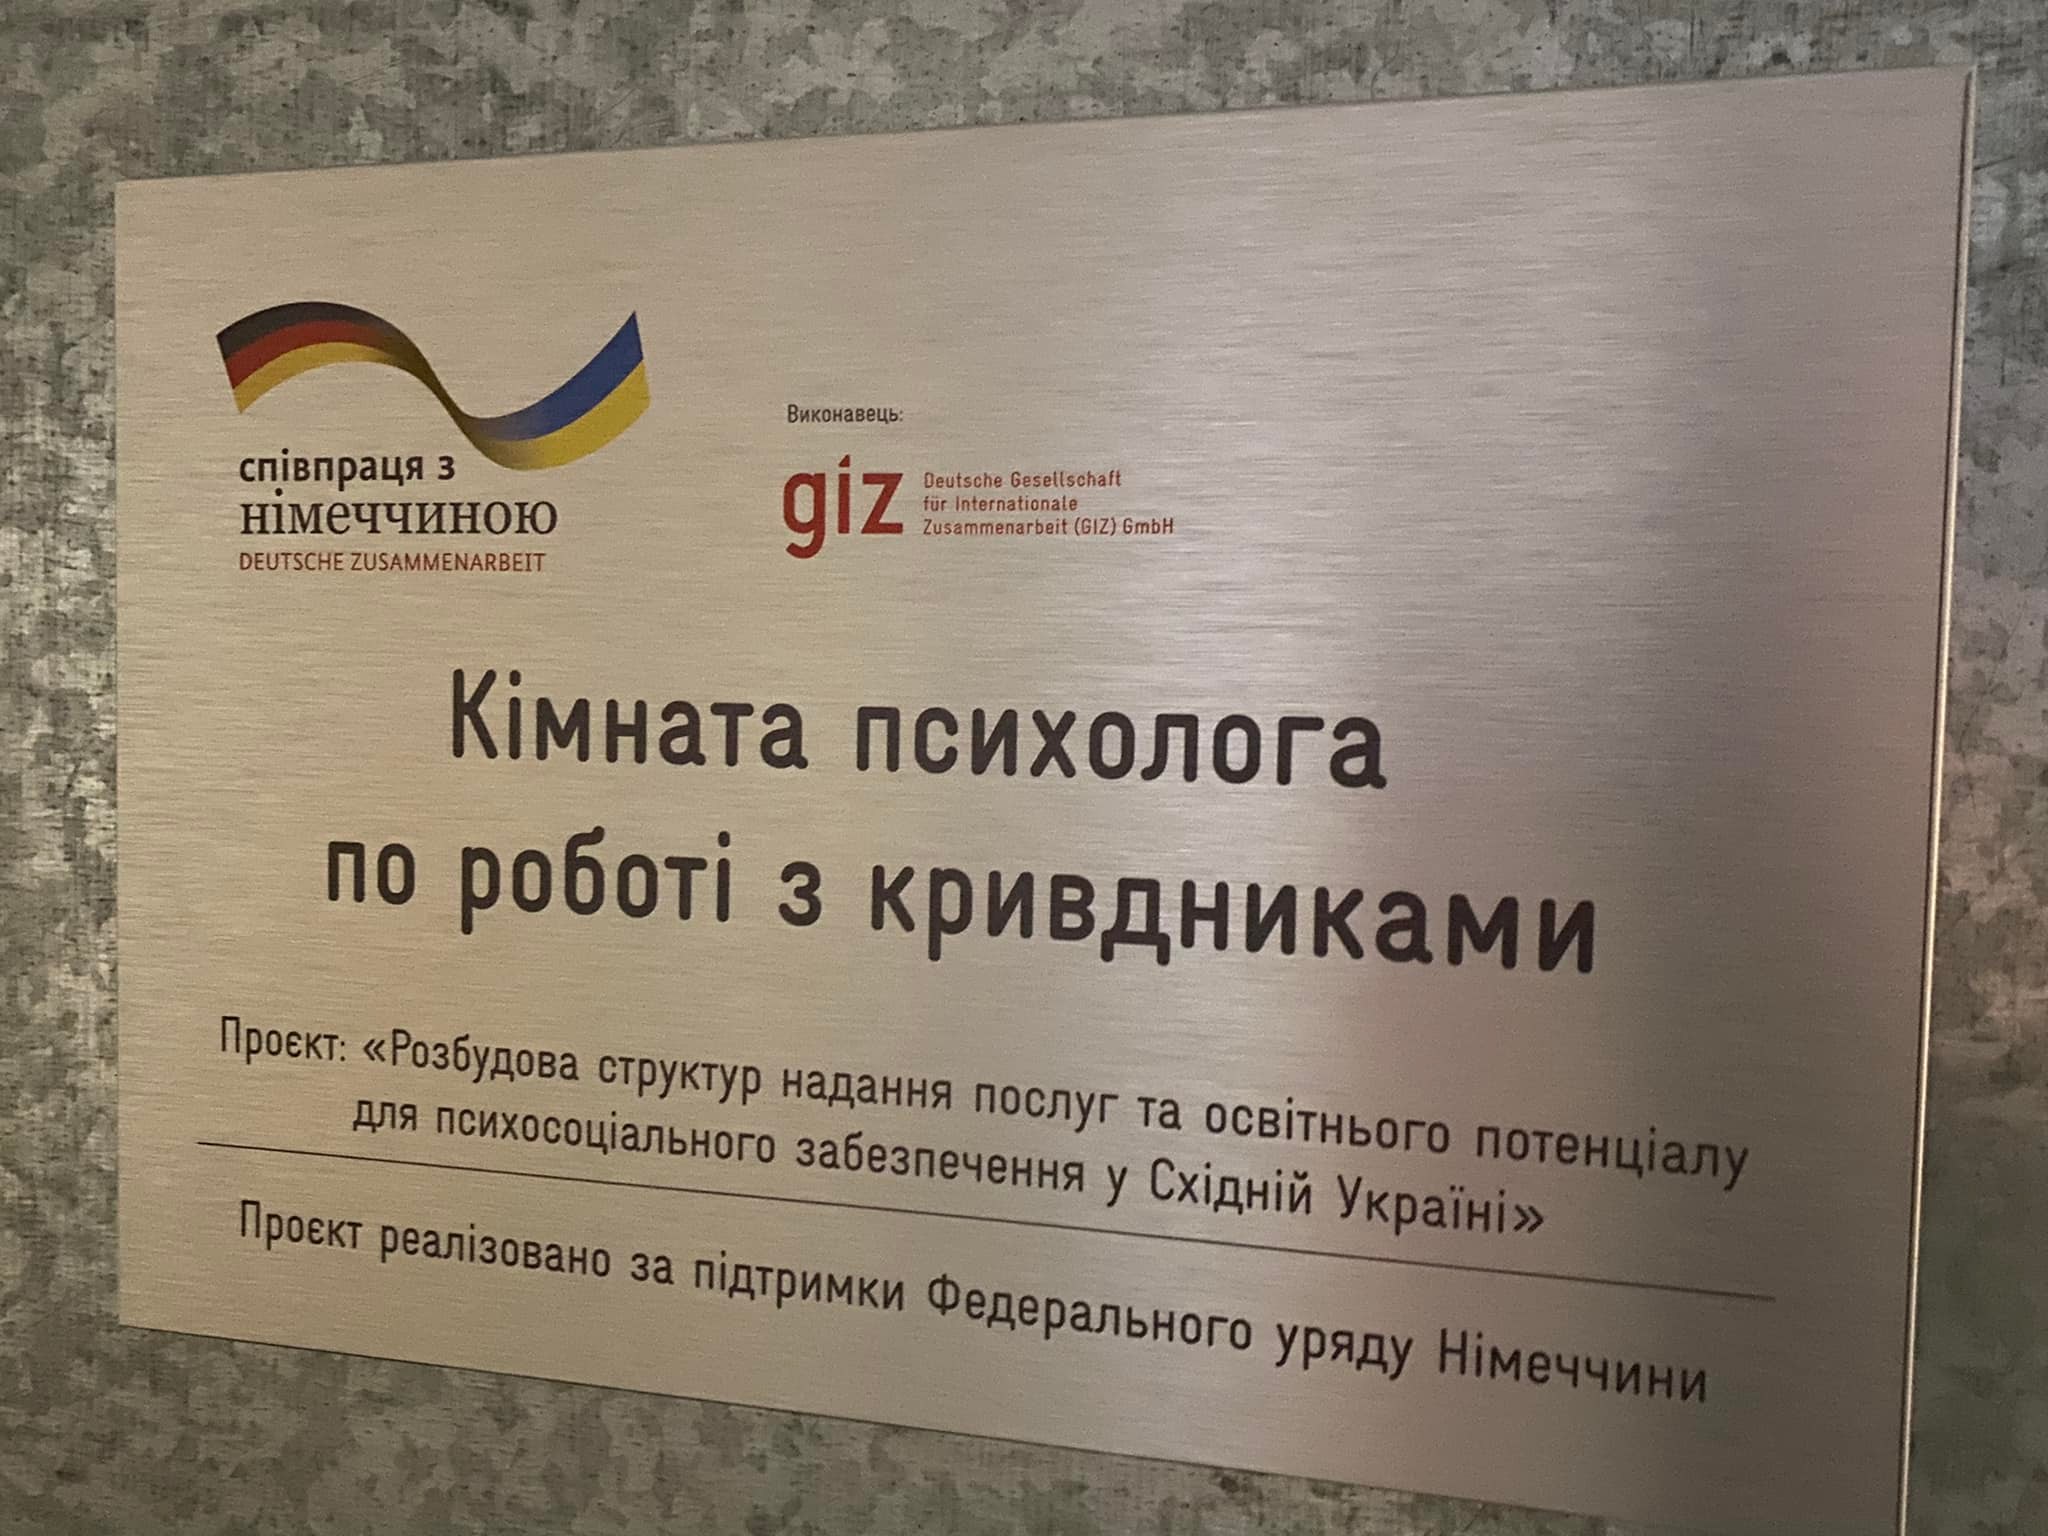 співпраця з
німеччиною
DEUTSCHE ZUSAMMENARBEIT
Виконавець:
giz
Deutsche Gesellschaft
für Internationale
Zusammenarbeit (GIZ) GmbH
Кімната психолога
по роботі з кривдниками
Проєкт: «Розбудова структур надання послуг та освітнього потенціалу
для психосоціального забезпечення у Східній Україні»
Проєкт реалізовано за підтримки Федерального уряду Німеччини